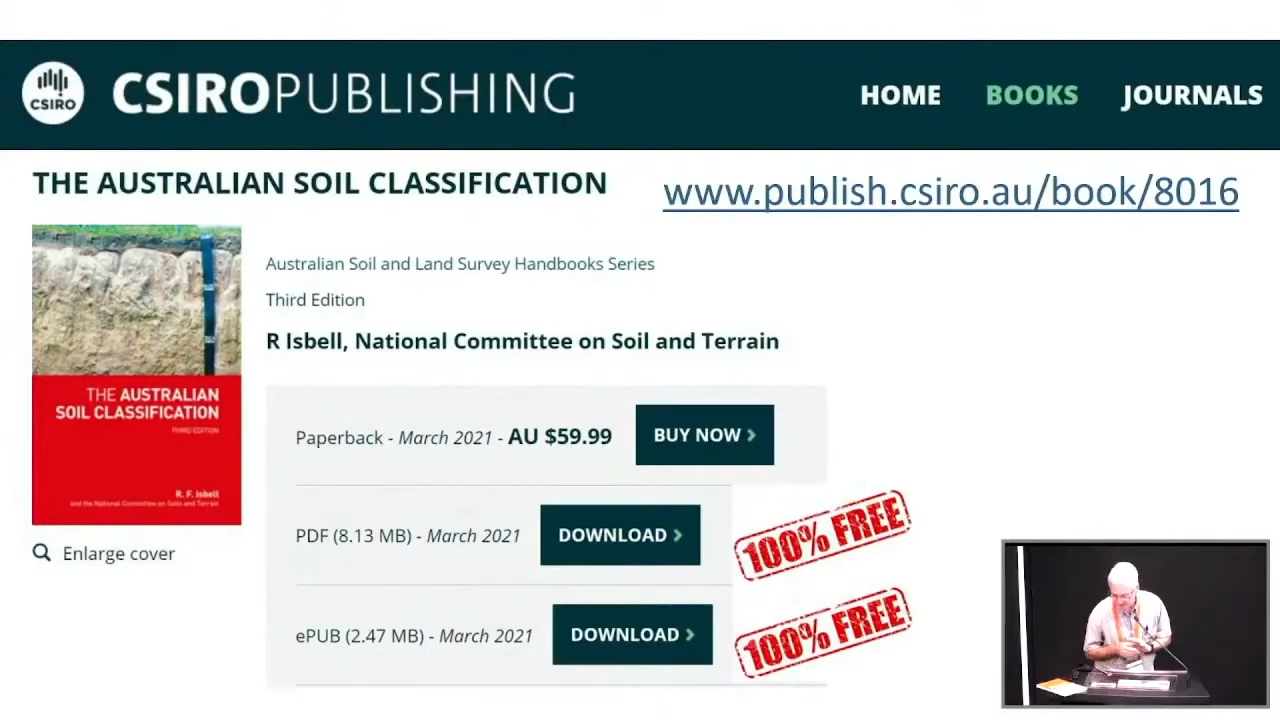 CSIRO
CSIROPUBLISHING
HOME
BOOKS
JOURNALS
THE AUSTRALIAN SOIL CLASSIFICATION
www.publish.csiro.au/book/8016
THE AUSTRALIAN
SOIL CLASSIFICATION
THIRD EDITION
R. F. Isbell
and the National Committee on Soils and Terrain
Enlarge cover
Australian Soil and Land Survey Handbooks Series
Third Edition
R Isbell, National Committee on Soil and Terrain
Paperback - March 2021 - AU $59.99
BUY NOW
PDF (8.13 MB) - March 2021
DOWNLOAD
100% FREE
ePUB (2.47 MB) - March 2021
DOWNLOAD
100% FREE